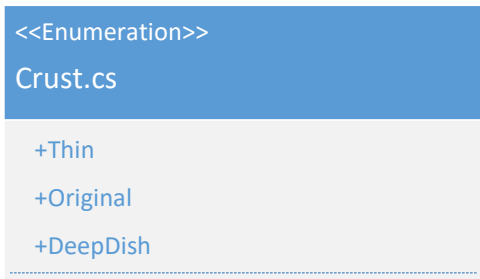 <<Enumeration>>
Crust.cs
+Thin
+Original
+DeepDish